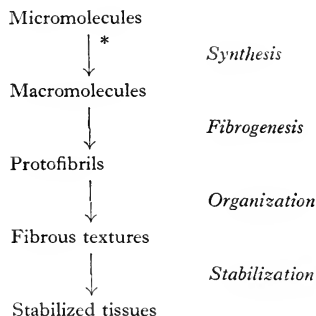 Micromolecules
*
Synthesis
Macromolecules
Fibrogenesis
Protofibrils
Organization
Fibrous textures
Stabilization
Stabilized tissues